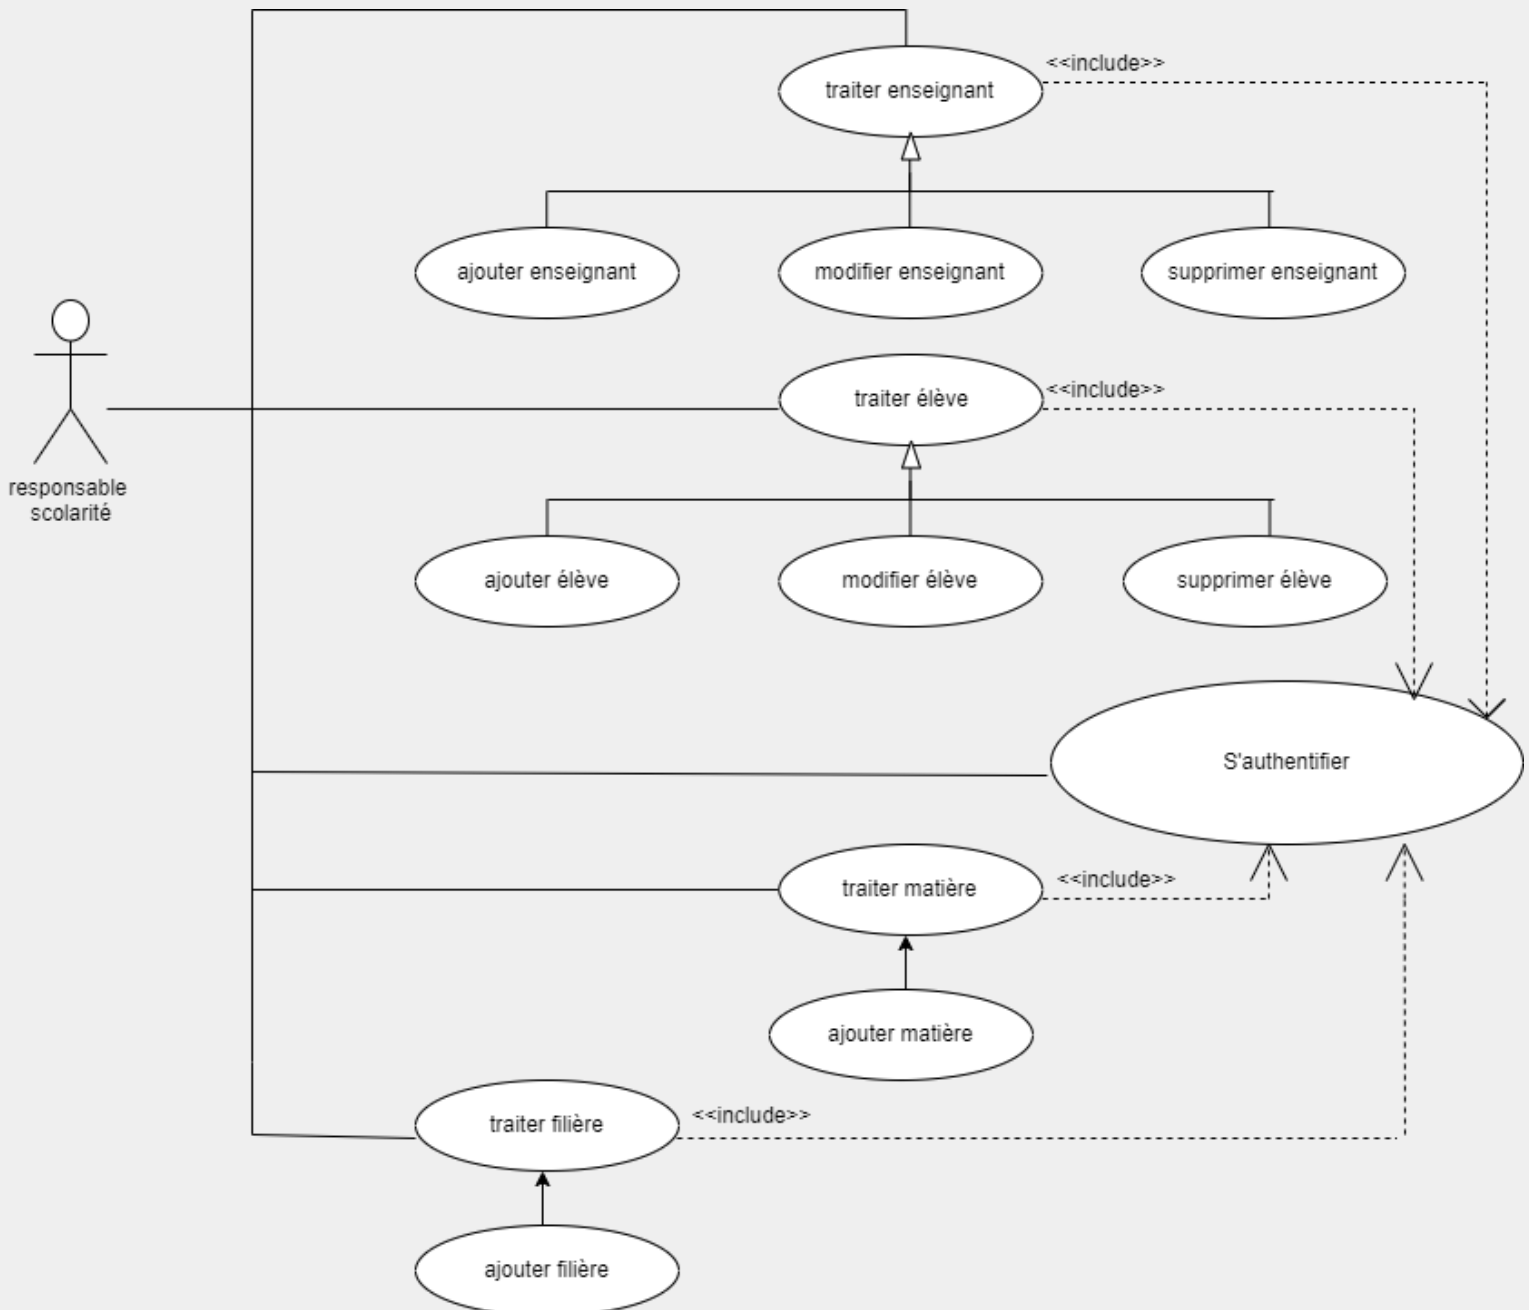 <<include>>
traiter enseignant
ajouter enseignant
modifier enseignant
supprimer enseignant
<<include>>
traiter élève
responsable
scolarité
ajouter élève
modifier élève
supprimer élève
S'authentifier
traiter matière
<<include>>
ajouter matière
traiter filière
<<include>>
ajouter filière